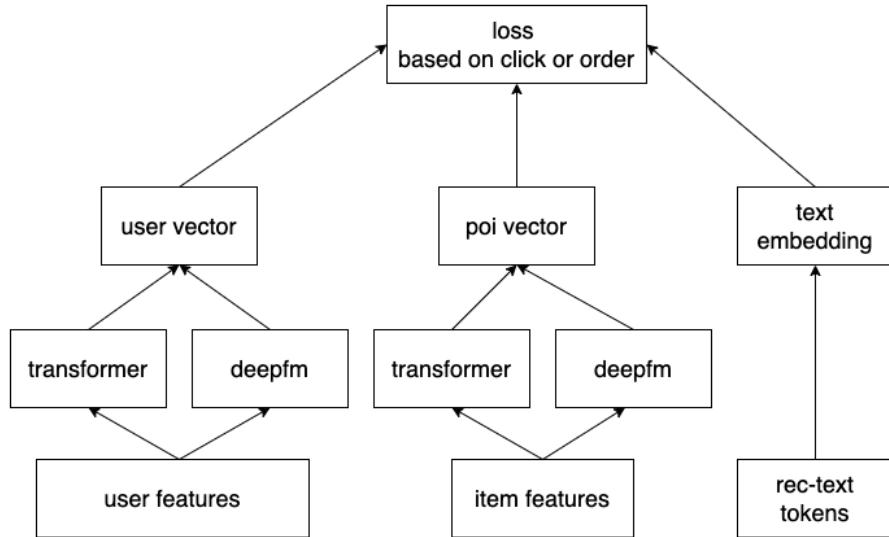 loss
based on click or order
user vector
poi vector
text
embedding
transformer
deepfm
transformer
deepfm
user features
item features
rec-text
tokens